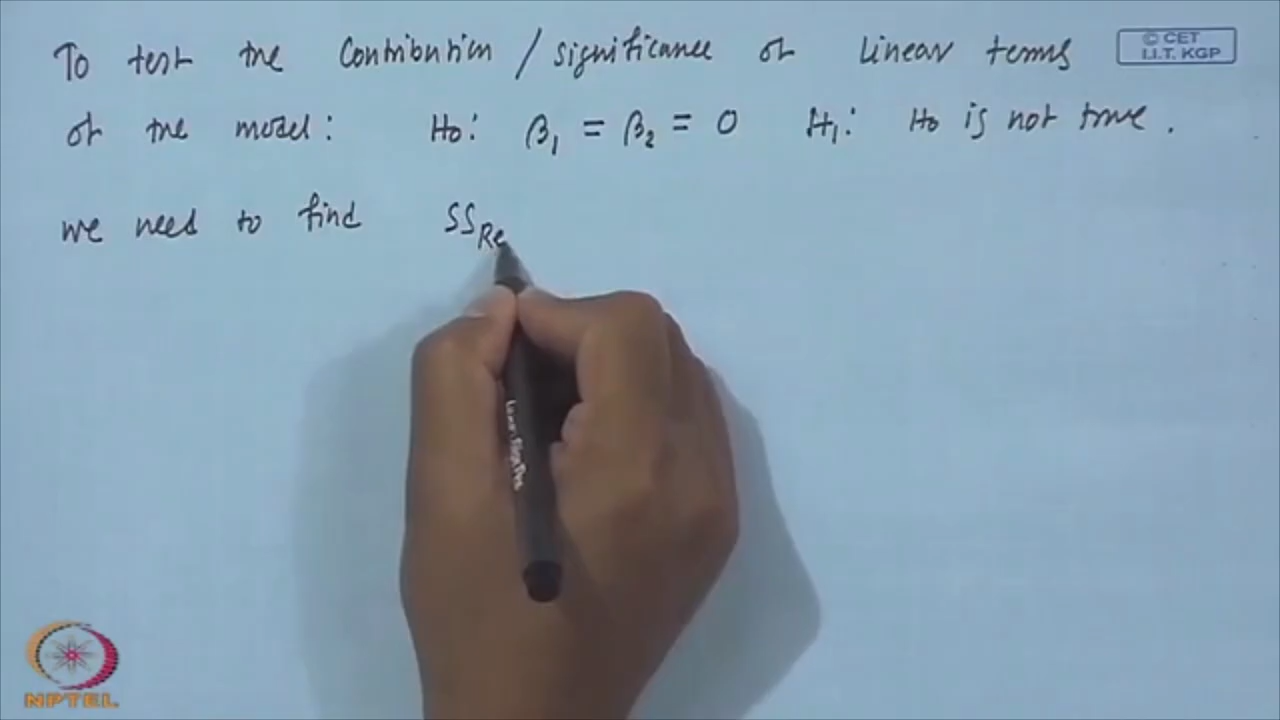 To test the Contribution / significance of Linear terms
of the model: H0: β1 = β2 = 0 H1: H0 is not true.
we need to find SSRe
© CET
I.I.T. KGP
NPTEL